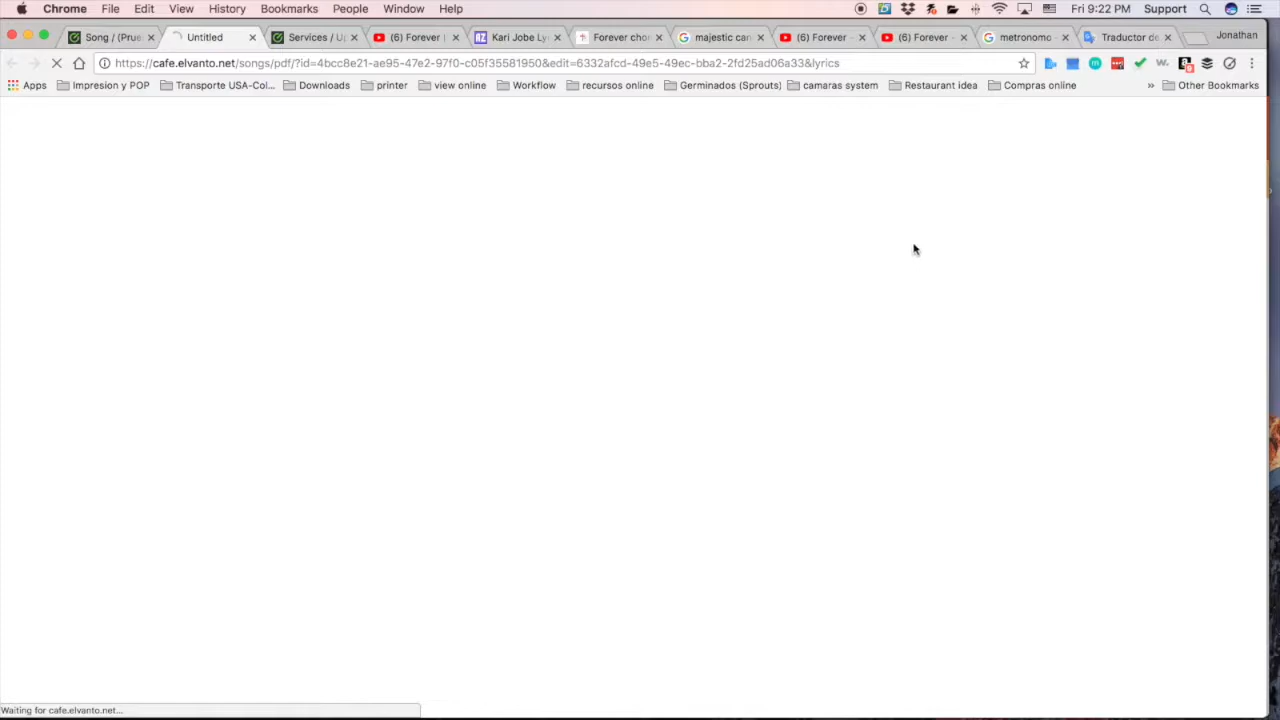 Chrome File Edit View History Bookmarks People Window Help Fri 9:22 PM Support
Song / (Prue Untitled Services / Up (6) Forever Kari Jobe Ly Forever chor majestic can (6) Forever - (6) Forever - metronomo - Traductor de Jonathan
https://cafe.elvanto.net/songs/pdf/?id=4bcc8e21-ae95-47e2-97f0-c05f35581950&edit=6332afcd-49e5-49ec-bba2-2fd25ad06a33&lyrics
Apps Impresion y POP Transporte USA-Col... Downloads printer view online Workflow recursos online Germinados (Sprouts) camaras system Restaurant idea Compras online » Other Bookmarks
Waiting for cafe.elvanto.net...